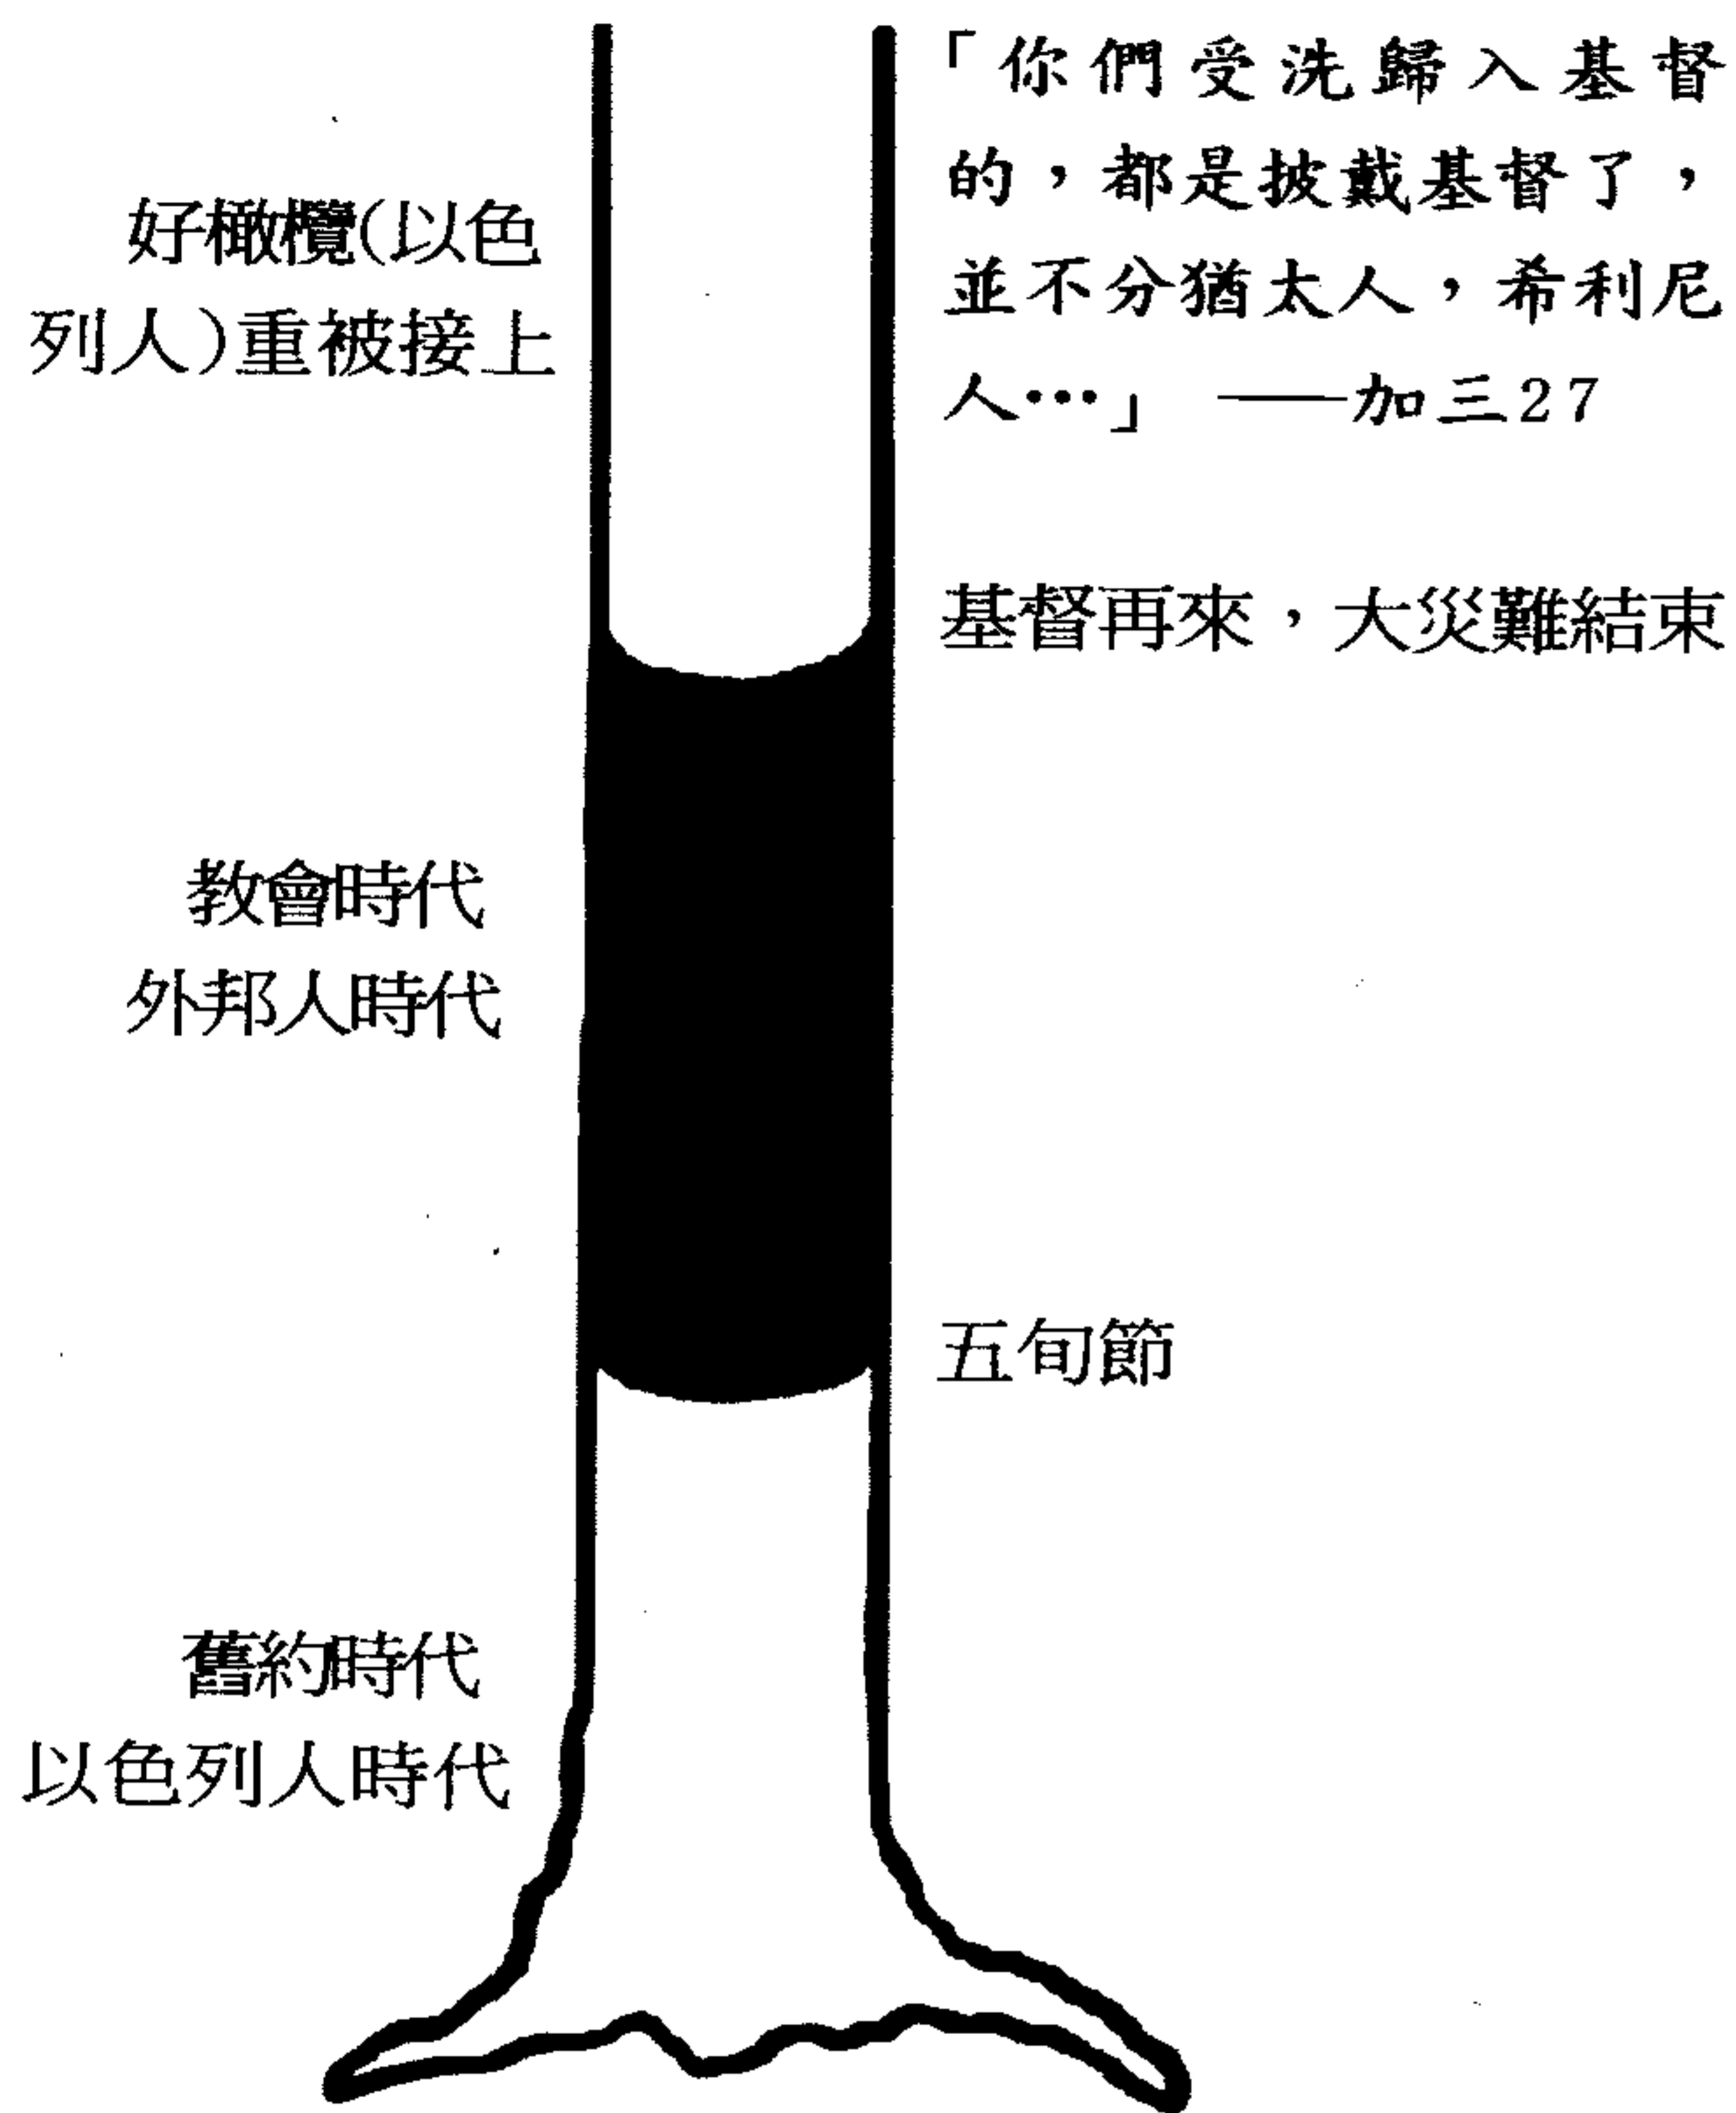 「你們受洗歸入基督
的，都是披戴基督了，
並不分猶太人，希利尼
人…」——加三27
好橄欖(以色
列人)重被接上
基督再來，大災難結束
教會時代
外邦人時代
五旬節
舊約時代
以色列人時代